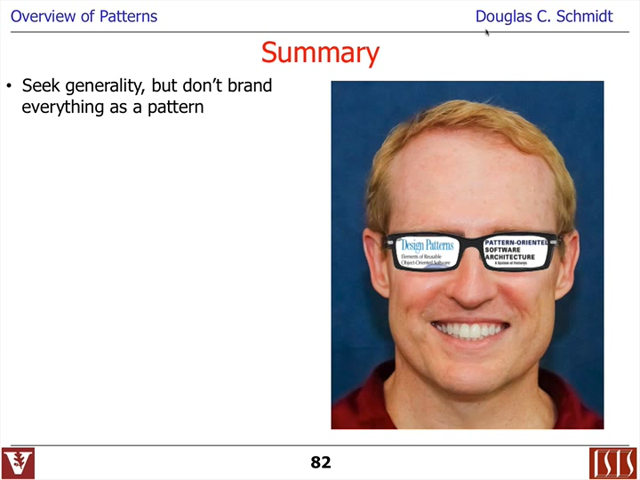 Overview of Patterns
Douglas C. Schmidt
Summary
• Seek generality, but don't brand
everything as a pattern
Design Patterns
Elements of Reusable
Object-Oriented Software
PATTERN-ORIENTED
SOFTWARE
ARCHITECTURE
A System of Patterns
82
V
ISIS